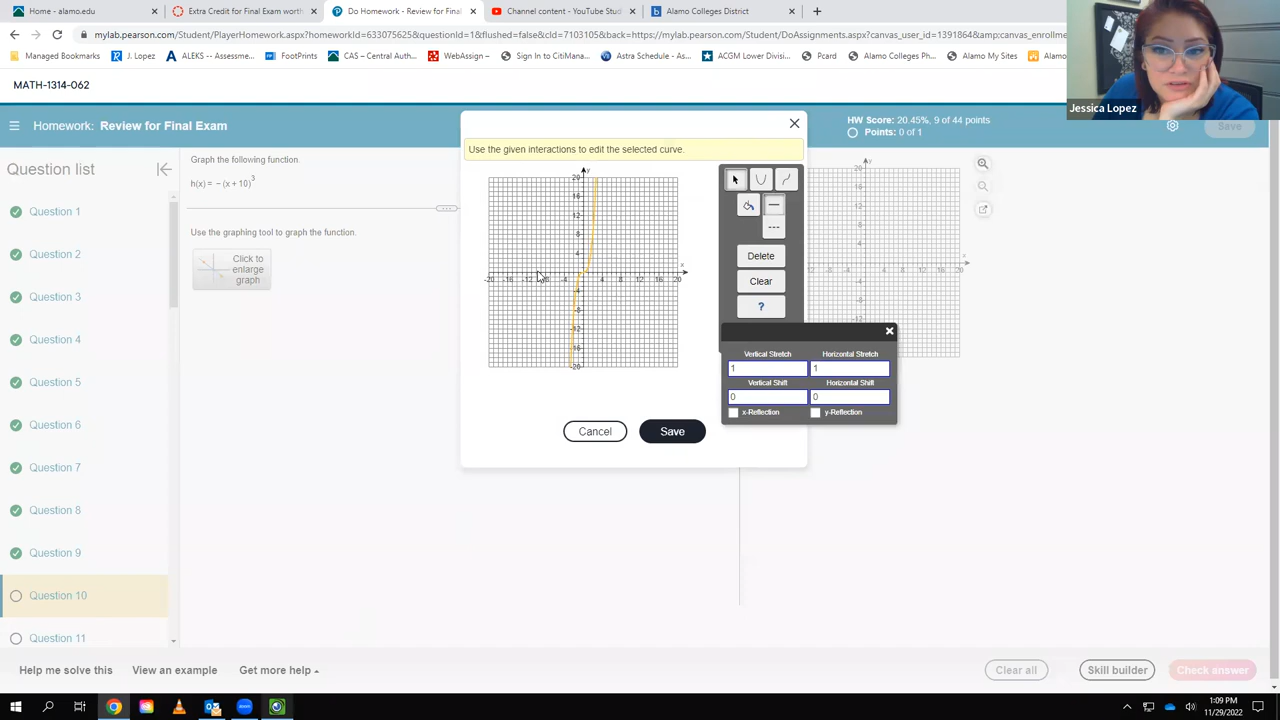 Home - alamo.edu
Extra Credit for Final Exam worth
Do Homework - Review for Final
Channel content - YouTube Stud
Alamo Colleges District
mylab.pearson.com/Student/PlayerHomework.aspx?homeworkId=633075625&questionId=1&flushed=false&cId=7103105&back=https://mylab.pearson.com/Student/DoAssignments.aspx?canvas_user_id=1391864&amp;canvas_enrollme
Managed Bookmarks
J. Lopez
ALEKS -- Assessme...
FootPrints
CAS – Central Auth...
WebAssign –
Sign In to CitiMana...
Astra Schedule - As...
ACGM Lower Divisi...
Pcard
Alamo Colleges Ph...
Alamo My Sites
Alamo
MATH-1314-062
Jessica Lopez
Homework: Review for Final Exam
HW Score: 20.45%, 9 of 44 points
Points: 0 of 1
Save
Question list
Question 1
Question 2
Question 3
Question 4
Question 5
Question 6
Question 7
Question 8
Question 9
Question 10
Question 11
Graph the following function.
h(x) = −(x + 10)³
Use the graphing tool to graph the function.
Click to
enlarge
graph
Use the given interactions to edit the selected curve.
Delete
Clear
?
Vertical Stretch Horizontal Stretch
1 1
Vertical Shift Horizontal Shift
0 0
x-Reflection y-Reflection
Cancel
Save
Help me solve this
View an example
Get more help
Clear all
Skill builder
Check answer
1:09 PM
11/29/2022